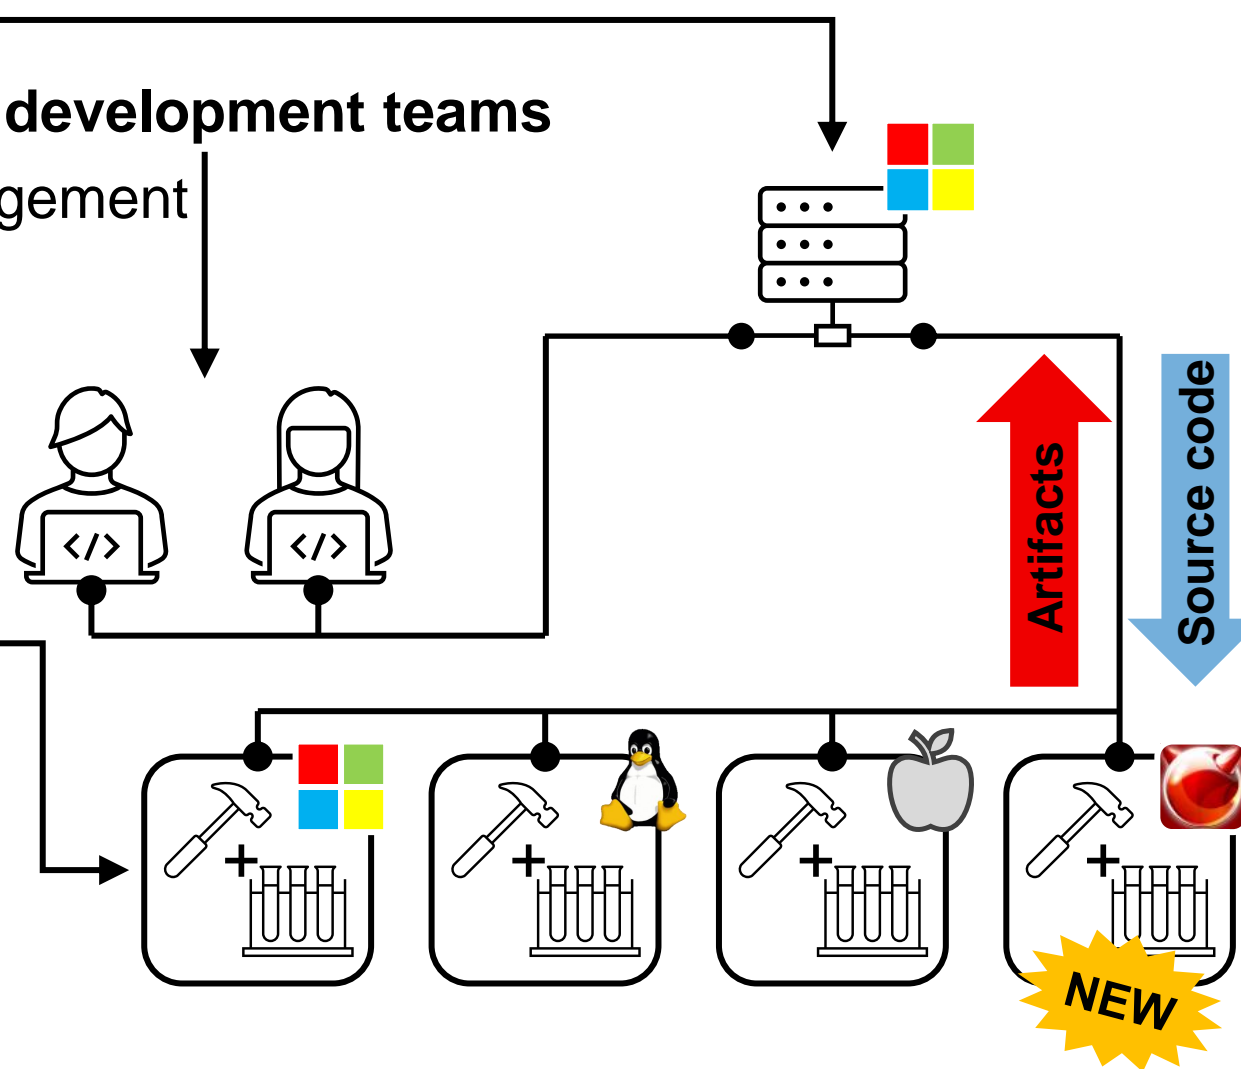 development teams
gement
Artifacts
Source code
</>
</>
+
+
+
+
NEW